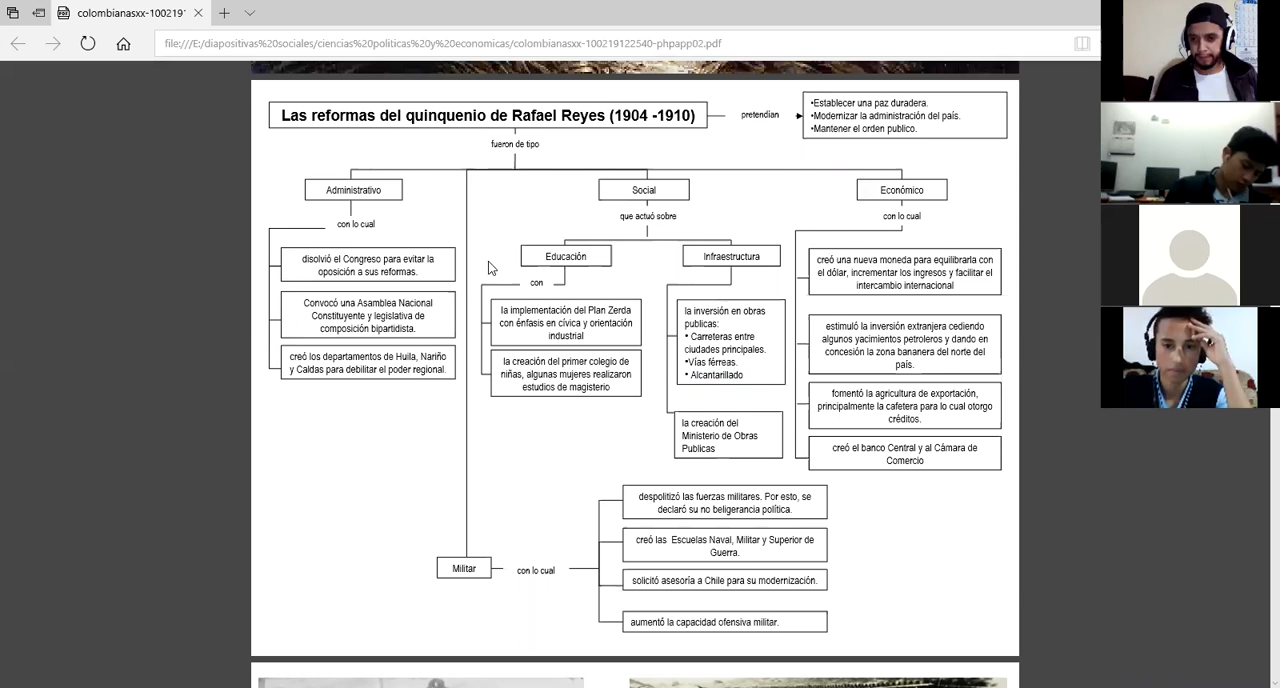 colombianasxx-100219'
file:///E:/diapositivas%20sociales/ciencias%20politicas%20y%20economicas/colombianasxx-100219122540-phpapp02.pdf
Las reformas del quinquenio de Rafael Reyes (1904 -1910)
pretendían
•Establecer una paz duradera.
•Modernizar la administración del país.
•Mantener el orden publico.
fueron de tipo
Administrativo
Social
Económico
con lo cual
que actuó sobre
con lo cual
disolvió el Congreso para evitar la
oposición a sus reformas.
Convocó una Asamblea Nacional
Constituyente y legislativa de
composición bipartidista.
creó los departamentos de Huila, Nariño
y Caldas para debilitar el poder regional.
Educación
Infraestructura
con
la implementación del Plan Zerda
con énfasis en cívica y orientación
industrial
la creación del primer colegio de
niñas, algunas mujeres realizaron
estudios de magisterio
la inversión en obras
publicas:
• Carreteras entre
ciudades principales.
•Vías férreas.
• Alcantarillado
la creación del
Ministerio de Obras
Publicas
creó una nueva moneda para equilibrarla con
el dólar, incrementar los ingresos y facilitar el
intercambio internacional
estimuló la inversión extranjera cediendo
algunos yacimientos petroleros y dando en
concesión la zona bananera del norte del
país.
fomentó la agricultura de exportación,
principalmente la cafetera para lo cual otorgo
créditos.
creó el banco Central y al Cámara de
Comercio
Militar
con lo cual
despolitizó las fuerzas militares. Por esto, se
declaró su no beligerancia política.
creó las Escuelas Naval, Militar y Superior de
Guerra.
solicitó asesoría a Chile para su modernización.
aumentó la capacidad ofensiva militar.